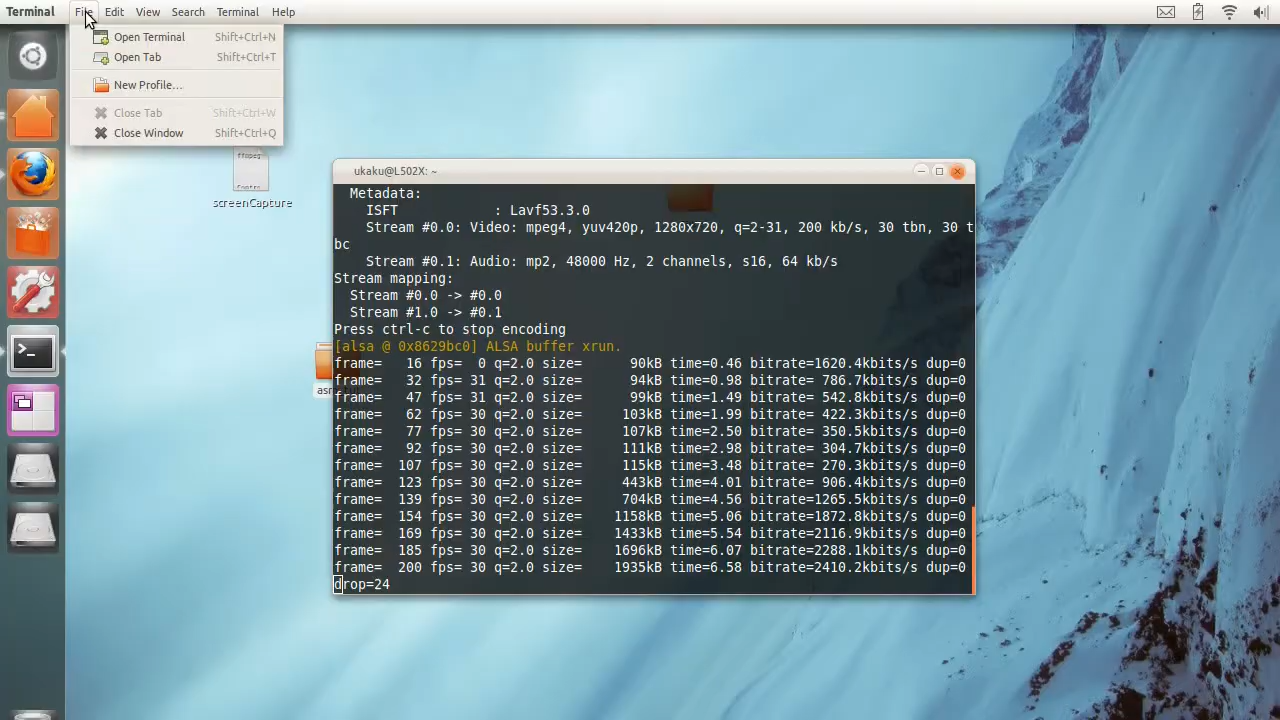 Terminal File Edit View Search Terminal Help
Open Terminal Shift+Ctrl+N
Open Tab Shift+Ctrl+T
New Profile…
Close Tab Shift+Ctrl+W
Close Window Shift+Ctrl+Q
screenCapture
ukaku@L502X: ~
Metadata:
ISFT : Lavf53.3.0
Stream #0.0: Video: mpeg4, yuv420p, 1280x720, q=2-31, 200 kb/s, 30 tbn, 30 t
bc
Stream #0.1: Audio: mp2, 48000 Hz, 2 channels, s16, 64 kb/s
Stream mapping:
Stream #0.0 -> #0.0
Stream #1.0 -> #0.1
Press ctrl-c to stop encoding
[alsa @ 0x8629bc0] ALSA buffer xrun.
frame= 16 fps= 0 q=2.0 size= 90kB time=0.46 bitrate=1620.4kbits/s dup=0
frame= 32 fps= 31 q=2.0 size= 94kB time=0.98 bitrate= 786.7kbits/s dup=0
frame= 47 fps= 31 q=2.0 size= 99kB time=1.49 bitrate= 542.8kbits/s dup=0
frame= 62 fps= 30 q=2.0 size= 103kB time=1.99 bitrate= 422.3kbits/s dup=0
frame= 77 fps= 30 q=2.0 size= 107kB time=2.50 bitrate= 350.5kbits/s dup=0
frame= 92 fps= 30 q=2.0 size= 111kB time=2.98 bitrate= 304.7kbits/s dup=0
frame= 107 fps= 30 q=2.0 size= 115kB time=3.48 bitrate= 270.3kbits/s dup=0
frame= 123 fps= 30 q=2.0 size= 443kB time=4.01 bitrate= 906.4kbits/s dup=0
frame= 139 fps= 30 q=2.0 size= 704kB time=4.56 bitrate=1265.5kbits/s dup=0
frame= 154 fps= 30 q=2.0 size= 1158kB time=5.06 bitrate=1872.8kbits/s dup=0
frame= 169 fps= 30 q=2.0 size= 1433kB time=5.54 bitrate=2116.9kbits/s dup=0
frame= 185 fps= 30 q=2.0 size= 1696kB time=6.07 bitrate=2288.1kbits/s dup=0
frame= 200 fps= 30 q=2.0 size= 1935kB time=6.58 bitrate=2410.2kbits/s dup=0
drop=24